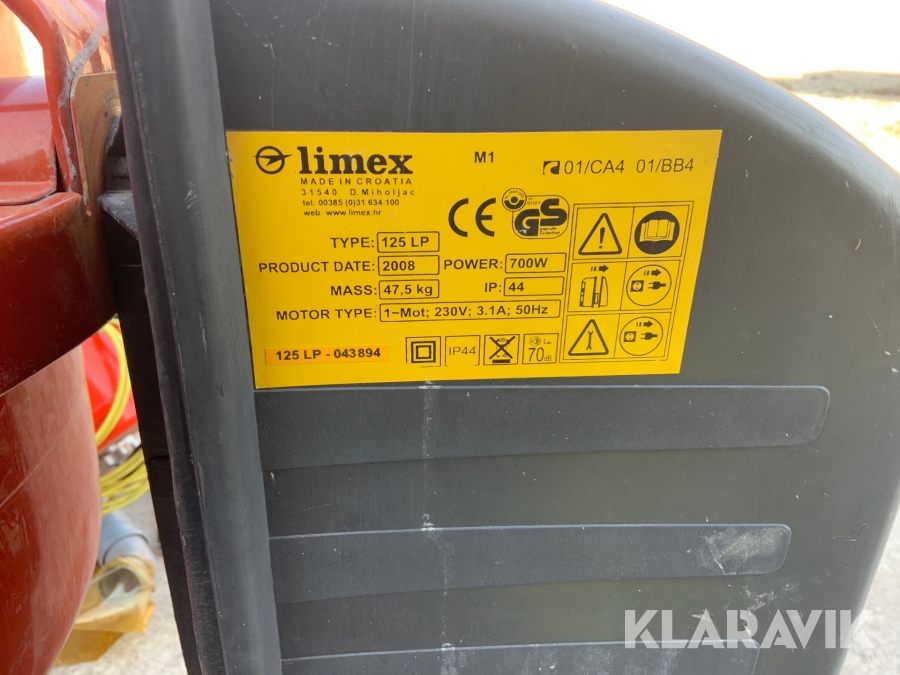 limex
MADE IN CROATIA
31540 D.Miholjac
tel: 00385 (0)31 634 100
web www.limex.hr
M1
01/CA4 01/BB4
CE
GS
TYPE: 125 LP
PRODUCT DATE: 2008 POWER: 700W
MASS: 47,5 kg IP: 44
MOTOR TYPE: 1~Mot; 230V; 3.1A; 50Hz
125 LP - 043894
IP44
70dB
KLARAVIK